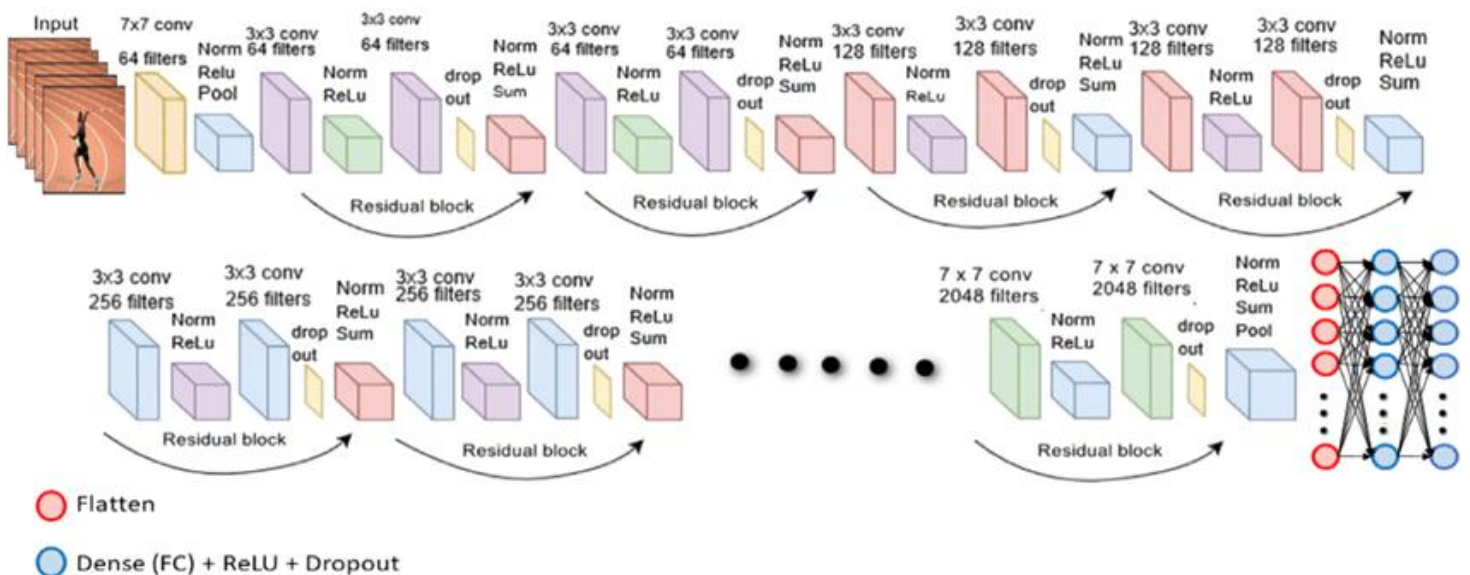 Input
7x7 conv
64 filters
Norm
Relu
Pool
3x3 conv
64 filters
Norm
ReLu
3x3 conv
64 filters
drop
out
Norm
ReLu
Sum
3x3 conv
64 filters
Norm
ReLu
3x3 conv
64 filters
drop
out
Norm
ReLu
Sum
3x3 conv
128 filters
Norm
ReLu
3x3 conv
128 filters
drop
out
Norm
ReLu
Sum
3x3 conv
128 filters
Norm
ReLu
3x3 conv
128 filters
drop
out
Norm
ReLu
Sum
Residual block
Residual block
Residual block
Residual block
3x3 conv
256 filters
Norm
ReLu
3x3 conv
256 filters
drop
out
Norm
ReLu
Sum
3x3 conv
256 filters
Norm
ReLu
3x3 conv
256 filters
drop
out
Norm
ReLu
Sum
7 x 7 conv
2048 filters
Norm
ReLu
7 x 7 conv
2048 filters
drop
out
Norm
ReLu
Sum
Pool
Residual block
Residual block
Residual block
Flatten
Dense (FC) + ReLU + Dropout